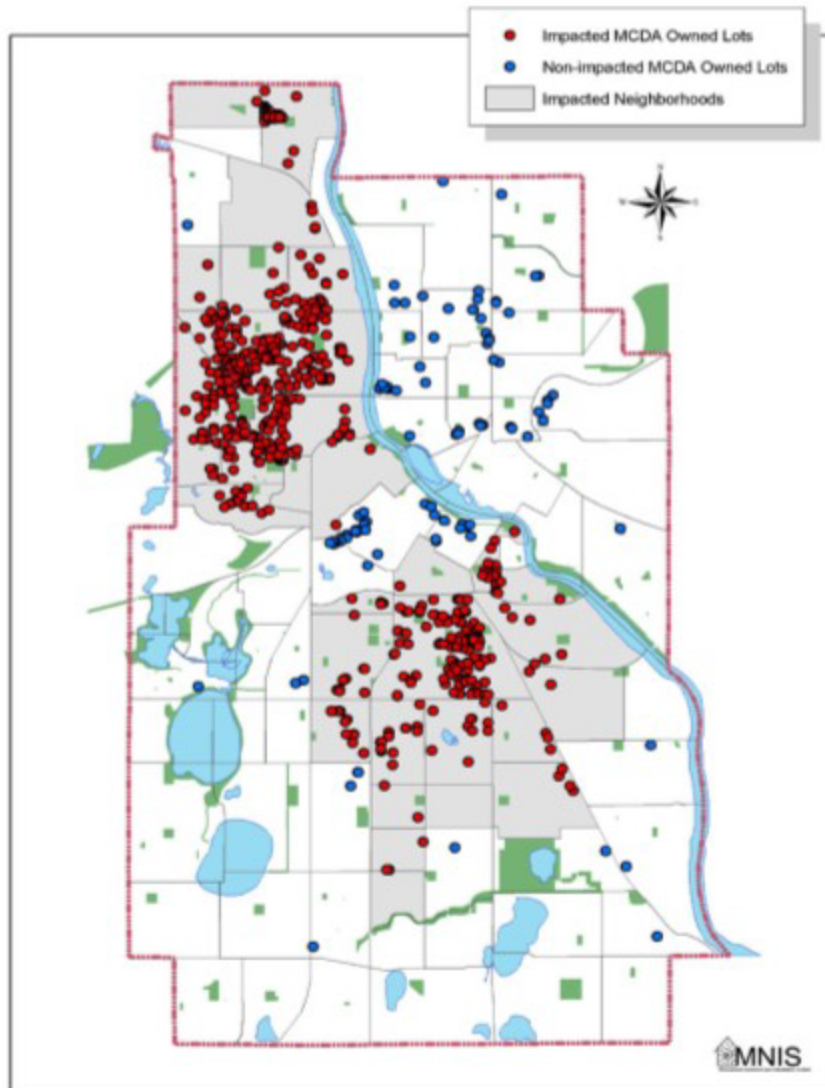 Impacted MCDA Owned Lots
Non-impacted MCDA Owned Lots
Impacted Neighborhoods
N
W
S
MNIS